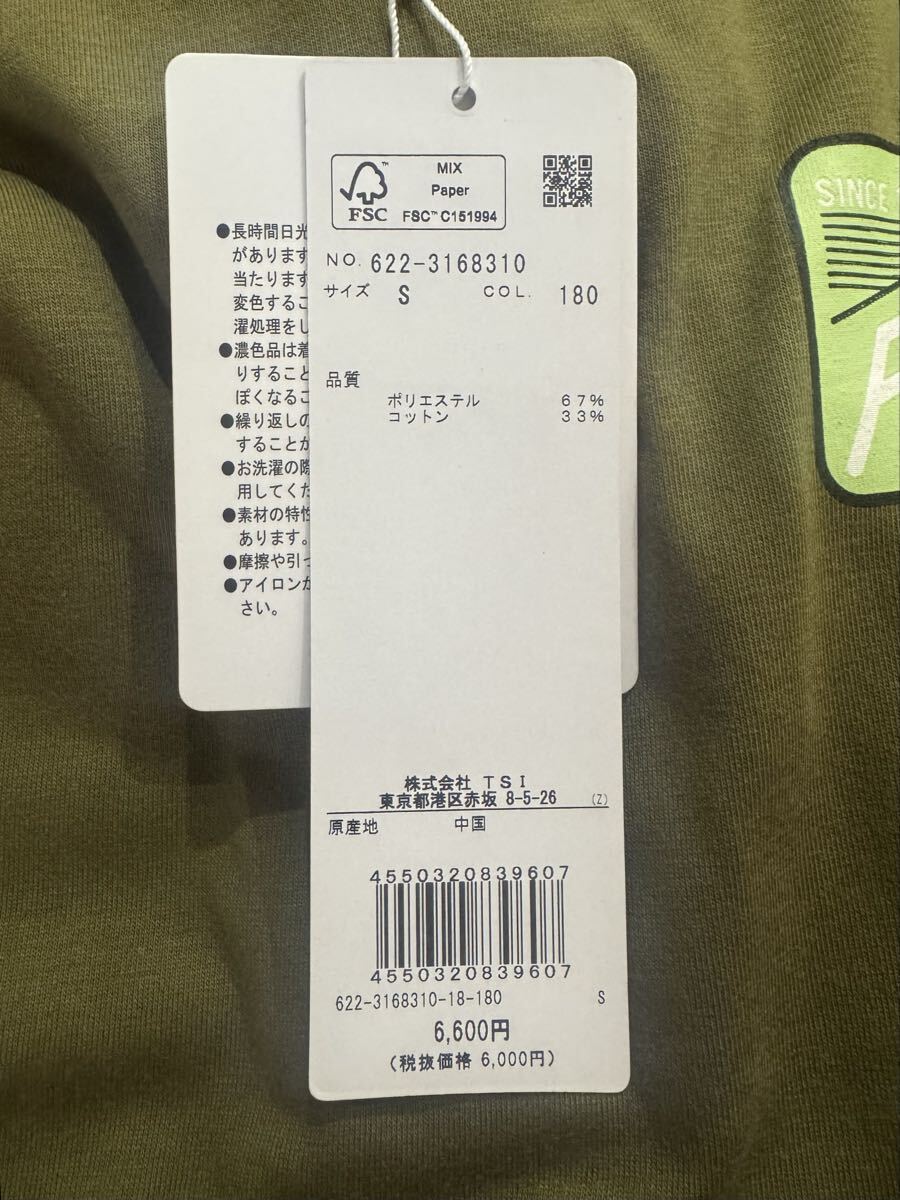 MIX
Paper
FSC™ C151994
FSC
NO. 622-3168310
サイズ S COL. 180
品質
ポリエステル 67%
コットン 33%
株式会社 TSI
東京都港区赤坂 8-5-26 (Z)
原産地 中国
4550320839607
4550320839607
622-3168310-18-180 S
6,600円
(税抜価格 6,000円)
●長時間日光
があります
当たります
変色するこ
濯処理をし
●濃色品は着
りすること
ぽくなるこ
●繰り返しの
することが
●お洗濯の際
用してくた
●素材の特性
あります。
●摩擦や引っ
●アイロンが
さい。
SINCE